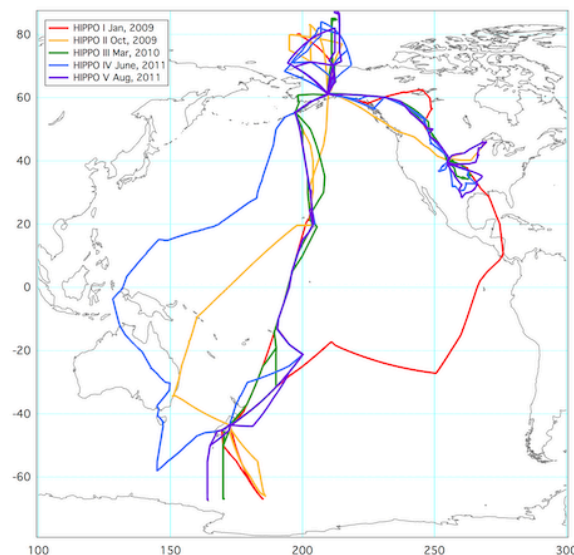 80
60
40
20
0
-20
-40
-60
HIPPO I Jan, 2009
HIPPO II Oct, 2009
HIPPO III Mar, 2010
HIPPO IV June, 2011
HIPPO V Aug, 2011
100 150 200 250 300